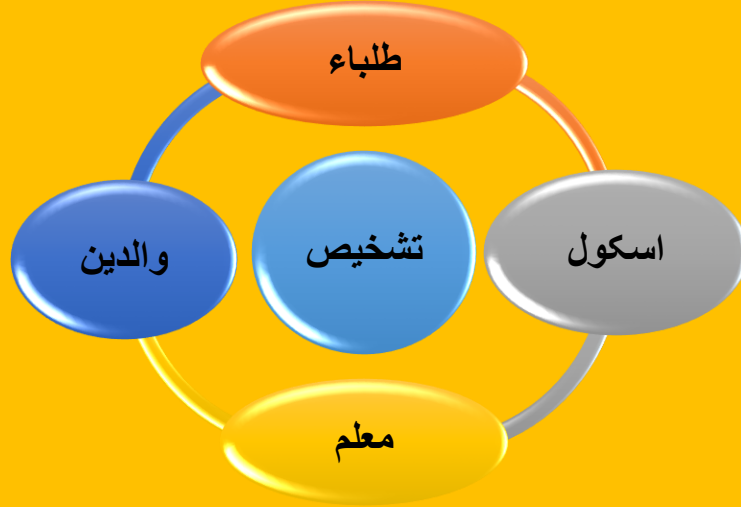 طلباء
اسکول
تشخیص
والدین
معلم